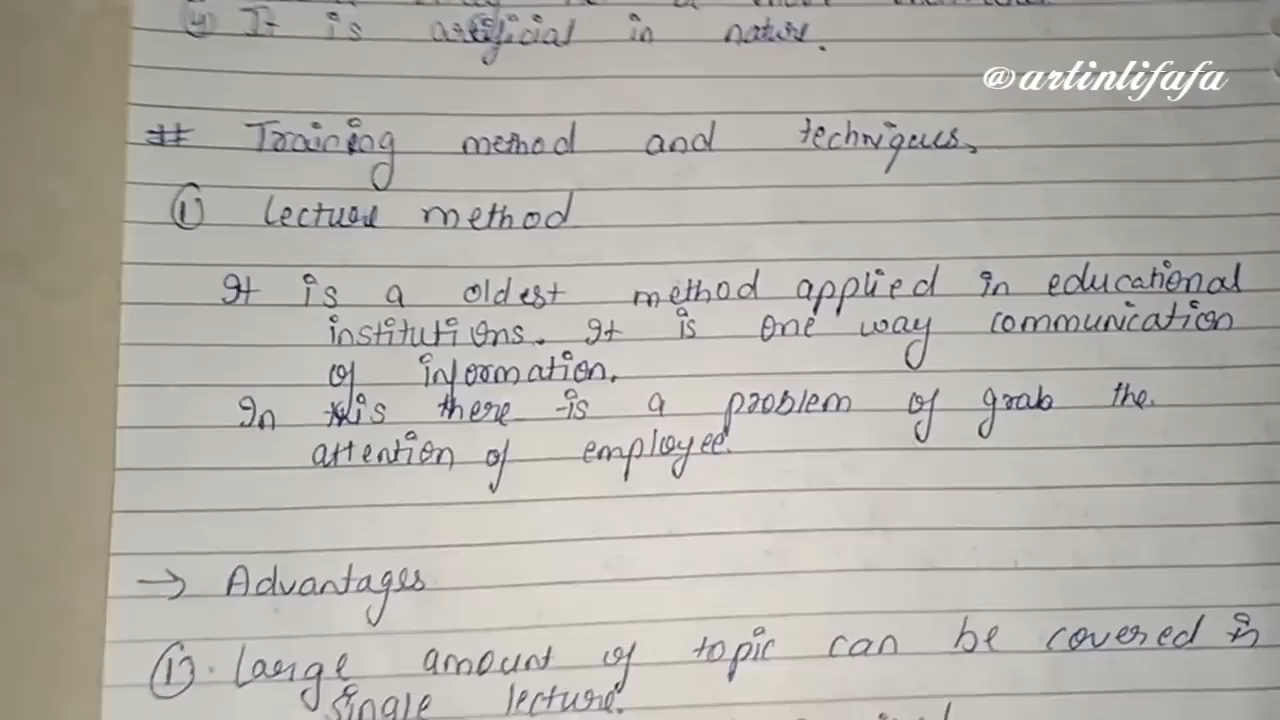 (4) It is artificial in nature.
@artinlifafa
# Training method and techniques.
① Lecture method
It is a oldest method applied in educational
institutions. It is one way communication
of information.
In this there is a problem of grab the
attention of employee.
→ Advantages
①. Large amount of topic can be covered in
single lecture.